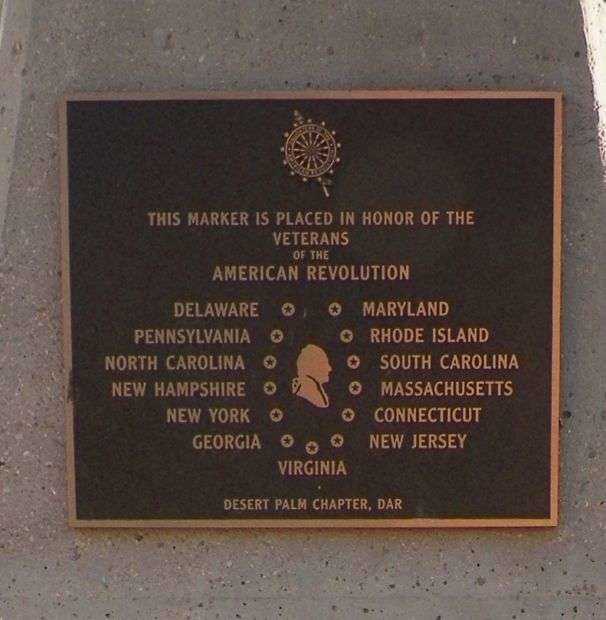 THIS MARKER IS PLACED IN HONOR OF THE
VETERANS
OF THE
AMERICAN REVOLUTION
DELAWARE MARYLAND
PENNSYLVANIA RHODE ISLAND
NORTH CAROLINA SOUTH CAROLINA
NEW HAMPSHIRE MASSACHUSETTS
NEW YORK CONNECTICUT
GEORGIA NEW JERSEY
VIRGINIA
DESERT PALM CHAPTER, DAR